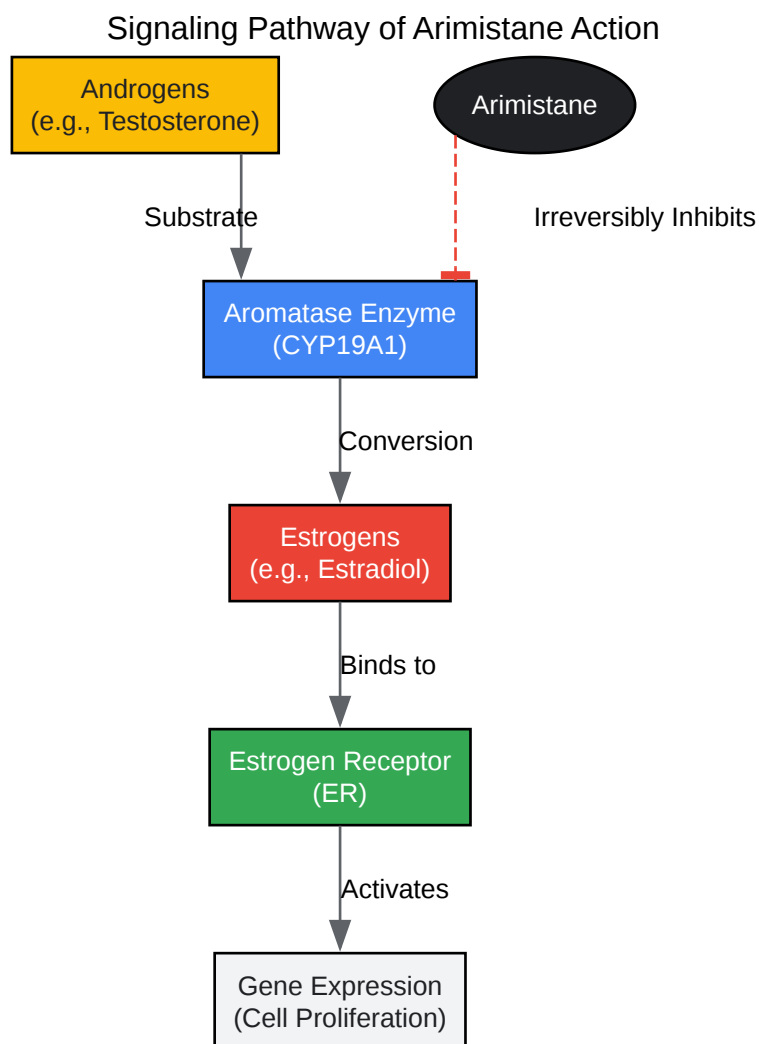 Signaling Pathway of Arimistane Action
Androgens
(e.g., Testosterone)
Arimistane
Substrate
Irreversibly Inhibits
Aromatase Enzyme
(CYP19A1)
Conversion
Estrogens
(e.g., Estradiol)
Binds to
Estrogen Receptor
(ER)
Activates
Gene Expression
(Cell Proliferation)